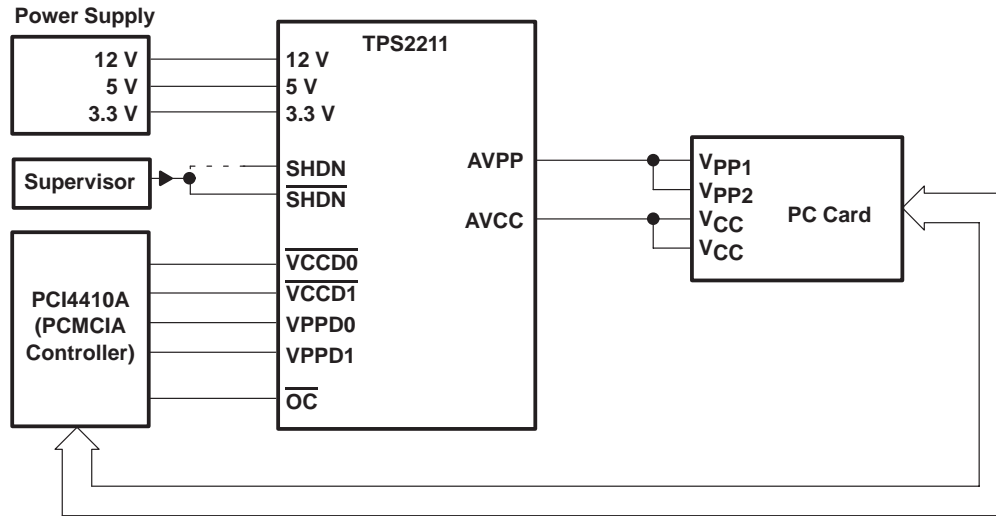 Power Supply
12 V
5 V
3.3 V
Supervisor
PCI4410A
(PCMCIA
Controller)
TPS2211
12 V
5 V
3.3 V
SHDN
SHDN
VCCD0
VCCD1
VPPD0
VPPD1
OC
AVPP
AVCC
VPP1
VPP2
VCC
VCC
PC Card